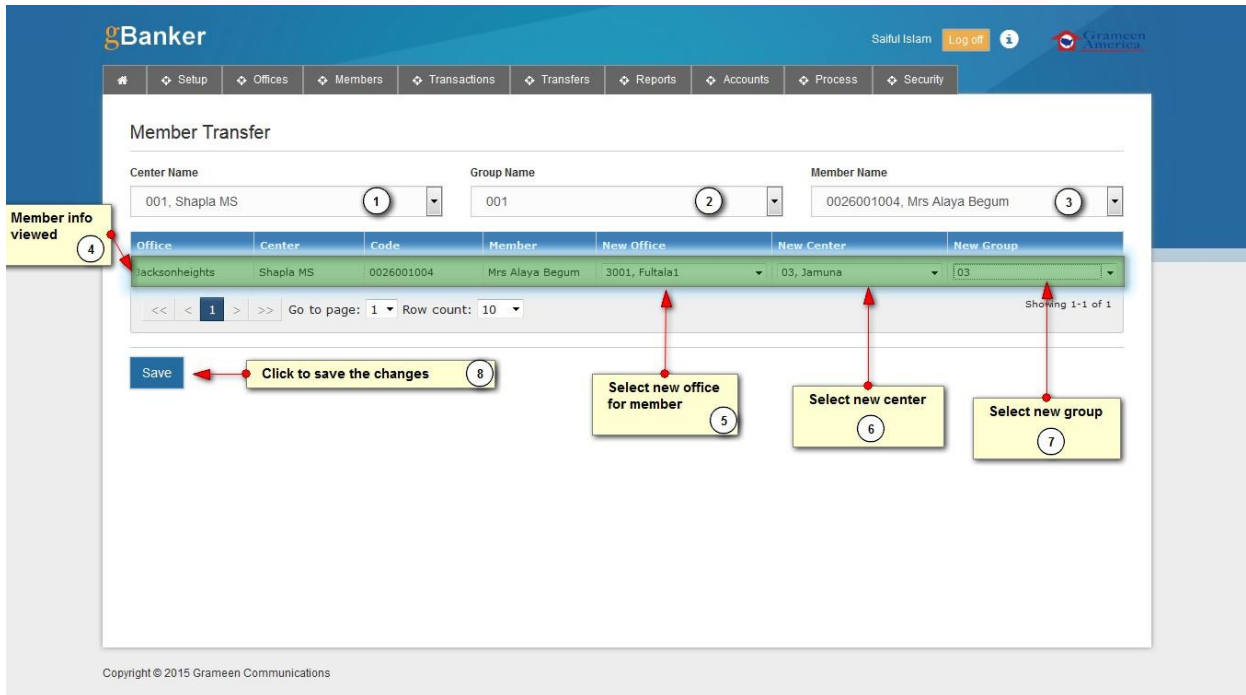 gBanker
Saiful Islam Log off i Grameen America
Setup Offices Members Transactions Transfers Reports Accounts Process Security
Member Transfer
Center Name Group Name Member Name
001, Shapla MS 1 001 2 0026001004, Mrs Alaya Begum 3
Member info
viewed
4
Office Center Code Member New Office New Center New Group
Jacksonheights Shapla MS 0026001004 Mrs Alaya Begum 3001, Fultala1 03, Jamuna 03
<< < 1 > >> Go to page: 1 Row count: 10 Showing 1-1 of 1
Save Click to save the changes 8
Select new office
for member
5
Select new center
6
Select new group
7
Copyright © 2015 Grameen Communications